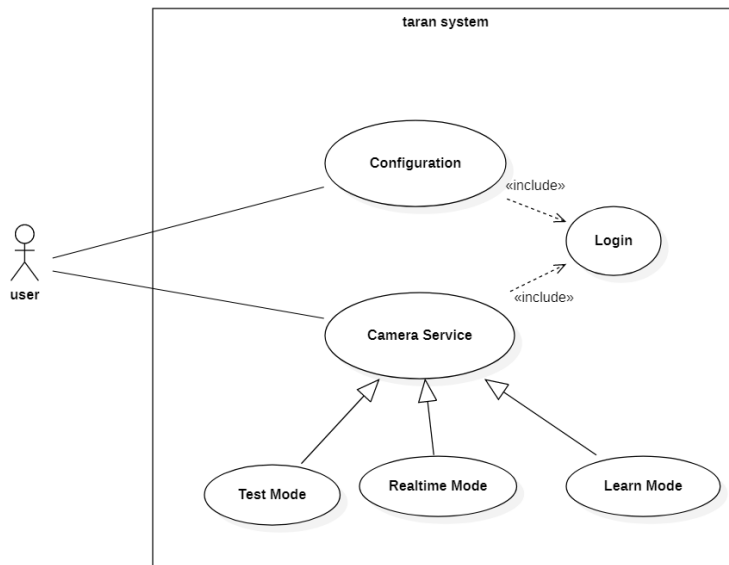 taran system
Configuration
«include»
Login
user
«include»
Camera Service
Test Mode
Realtime Mode
Learn Mode